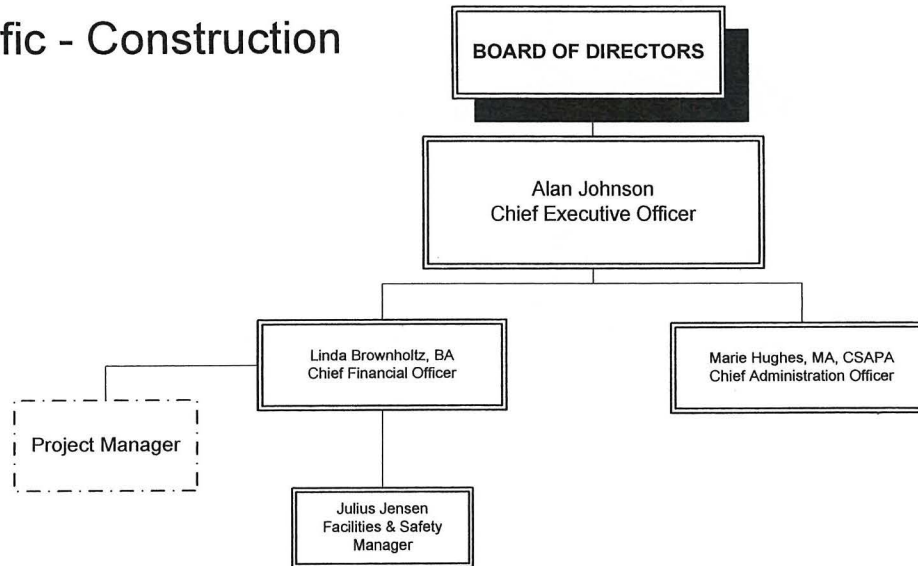 fic - Construction
BOARD OF DIRECTORS
Alan Johnson
Chief Executive Officer
Linda Brownholtz, BA
Chief Financial Officer
Marie Hughes, MA, CSAPA
Chief Administration Officer
Project Manager
Julius Jensen
Facilities & Safety
Manager